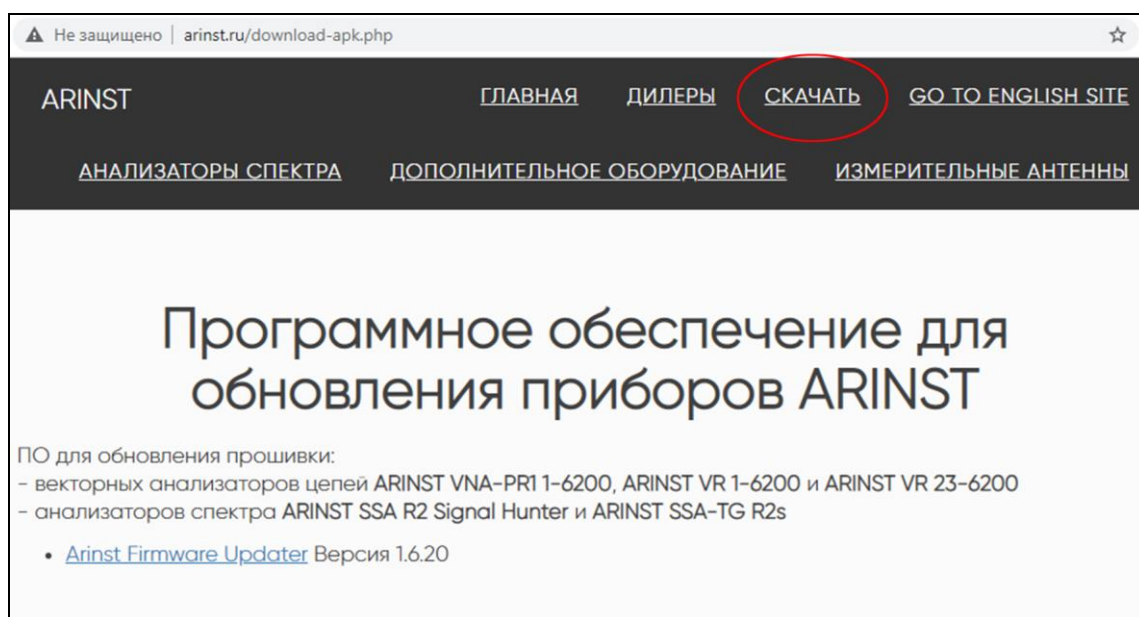 Не защищено | arinst.ru/download-apk.php
ARINST ГЛАВНАЯ ДИЛЕРЫ СКАЧАТЬ GO TO ENGLISH SITE
АНАЛИЗАТОРЫ СПЕКТРА ДОПОЛНИТЕЛЬНОЕ ОБОРУДОВАНИЕ ИЗМЕРИТЕЛЬНЫЕ АНТЕННЫ
Программное обеспечение для
обновления приборов ARINST
ПО для обновления прошивки:
- векторных анализаторов цепей ARINST VNA-PR1 1-6200, ARINST VR 1-6200 и ARINST VR 23-6200
- анализаторов спектра ARINST SSA R2 Signal Hunter и ARINST SSA-TG R2s
• Arinst Firmware Updater Версия 1.6.20